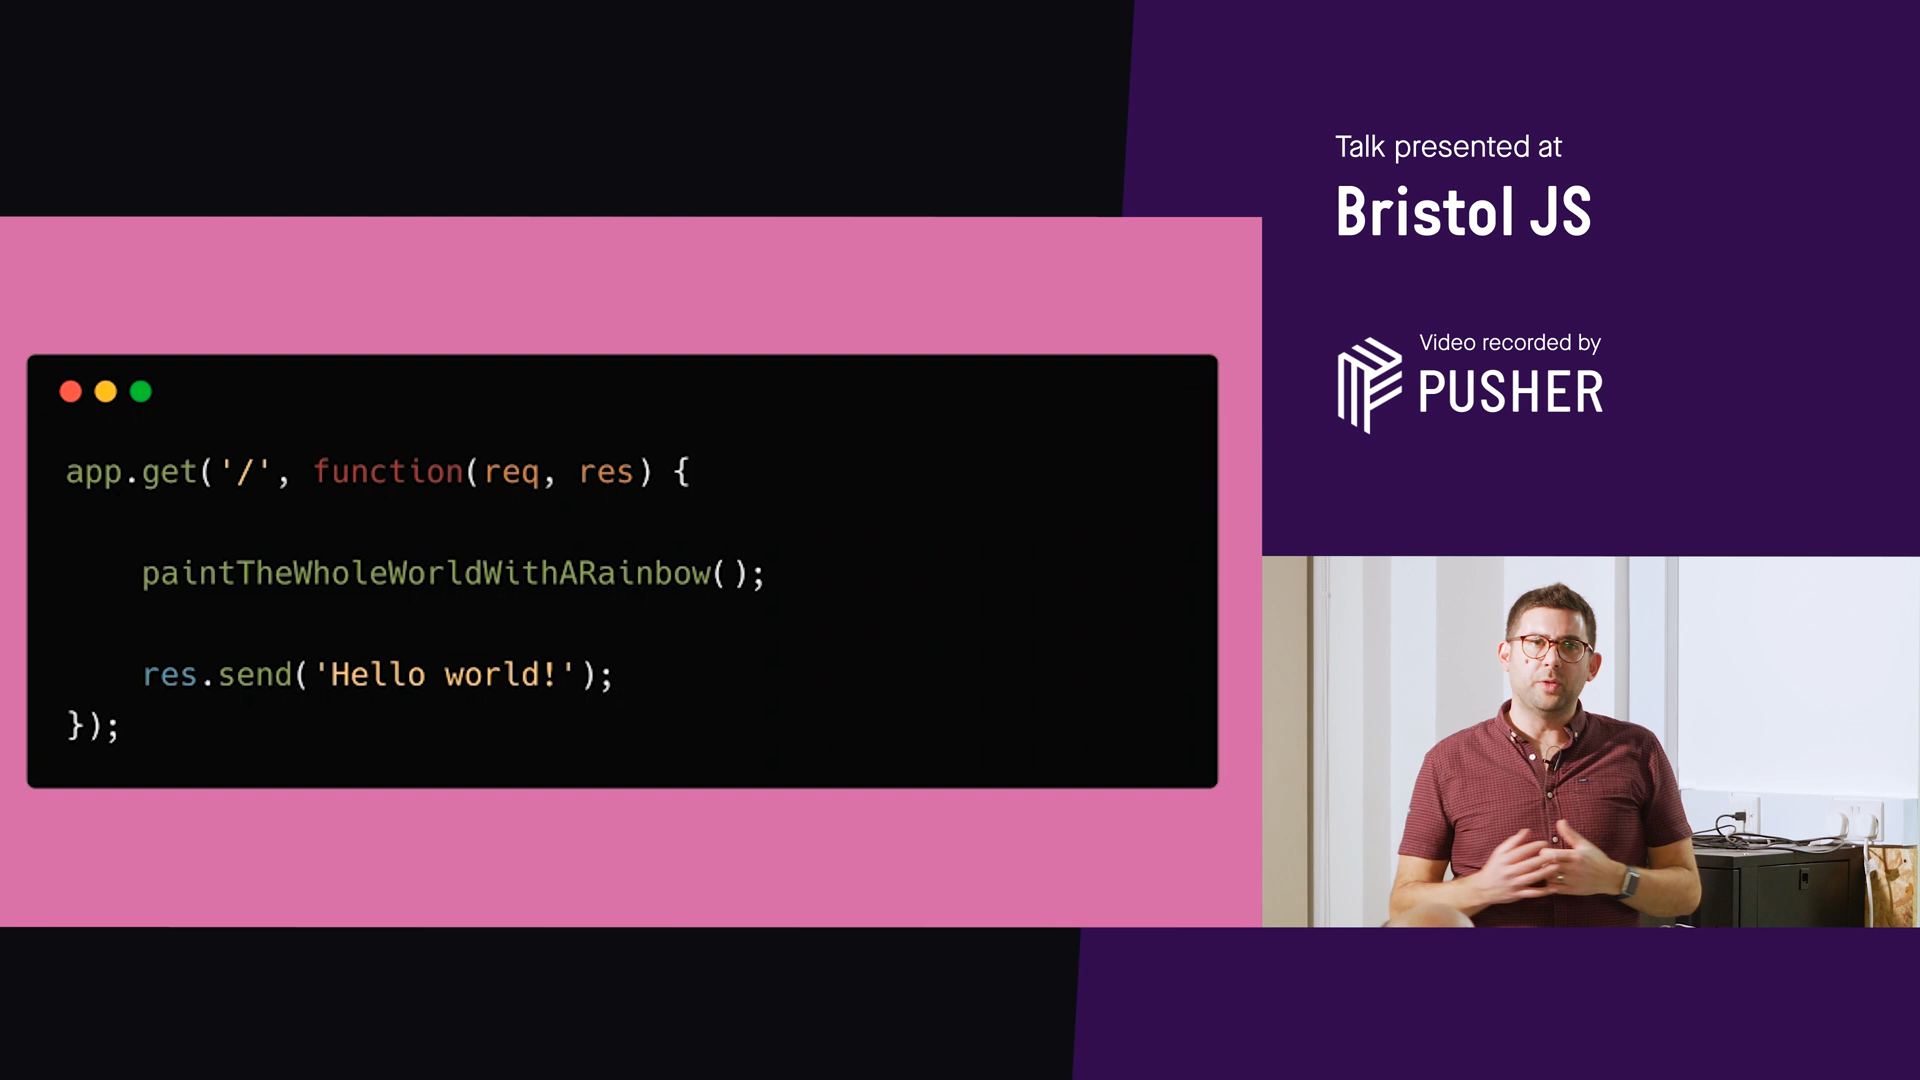 app.get('/', function(req, res) {
paintTheWholeWorldWithARainbow();
res.send('Hello world!');
});
Talk presented at
Bristol JS
Video recorded by
PUSHER